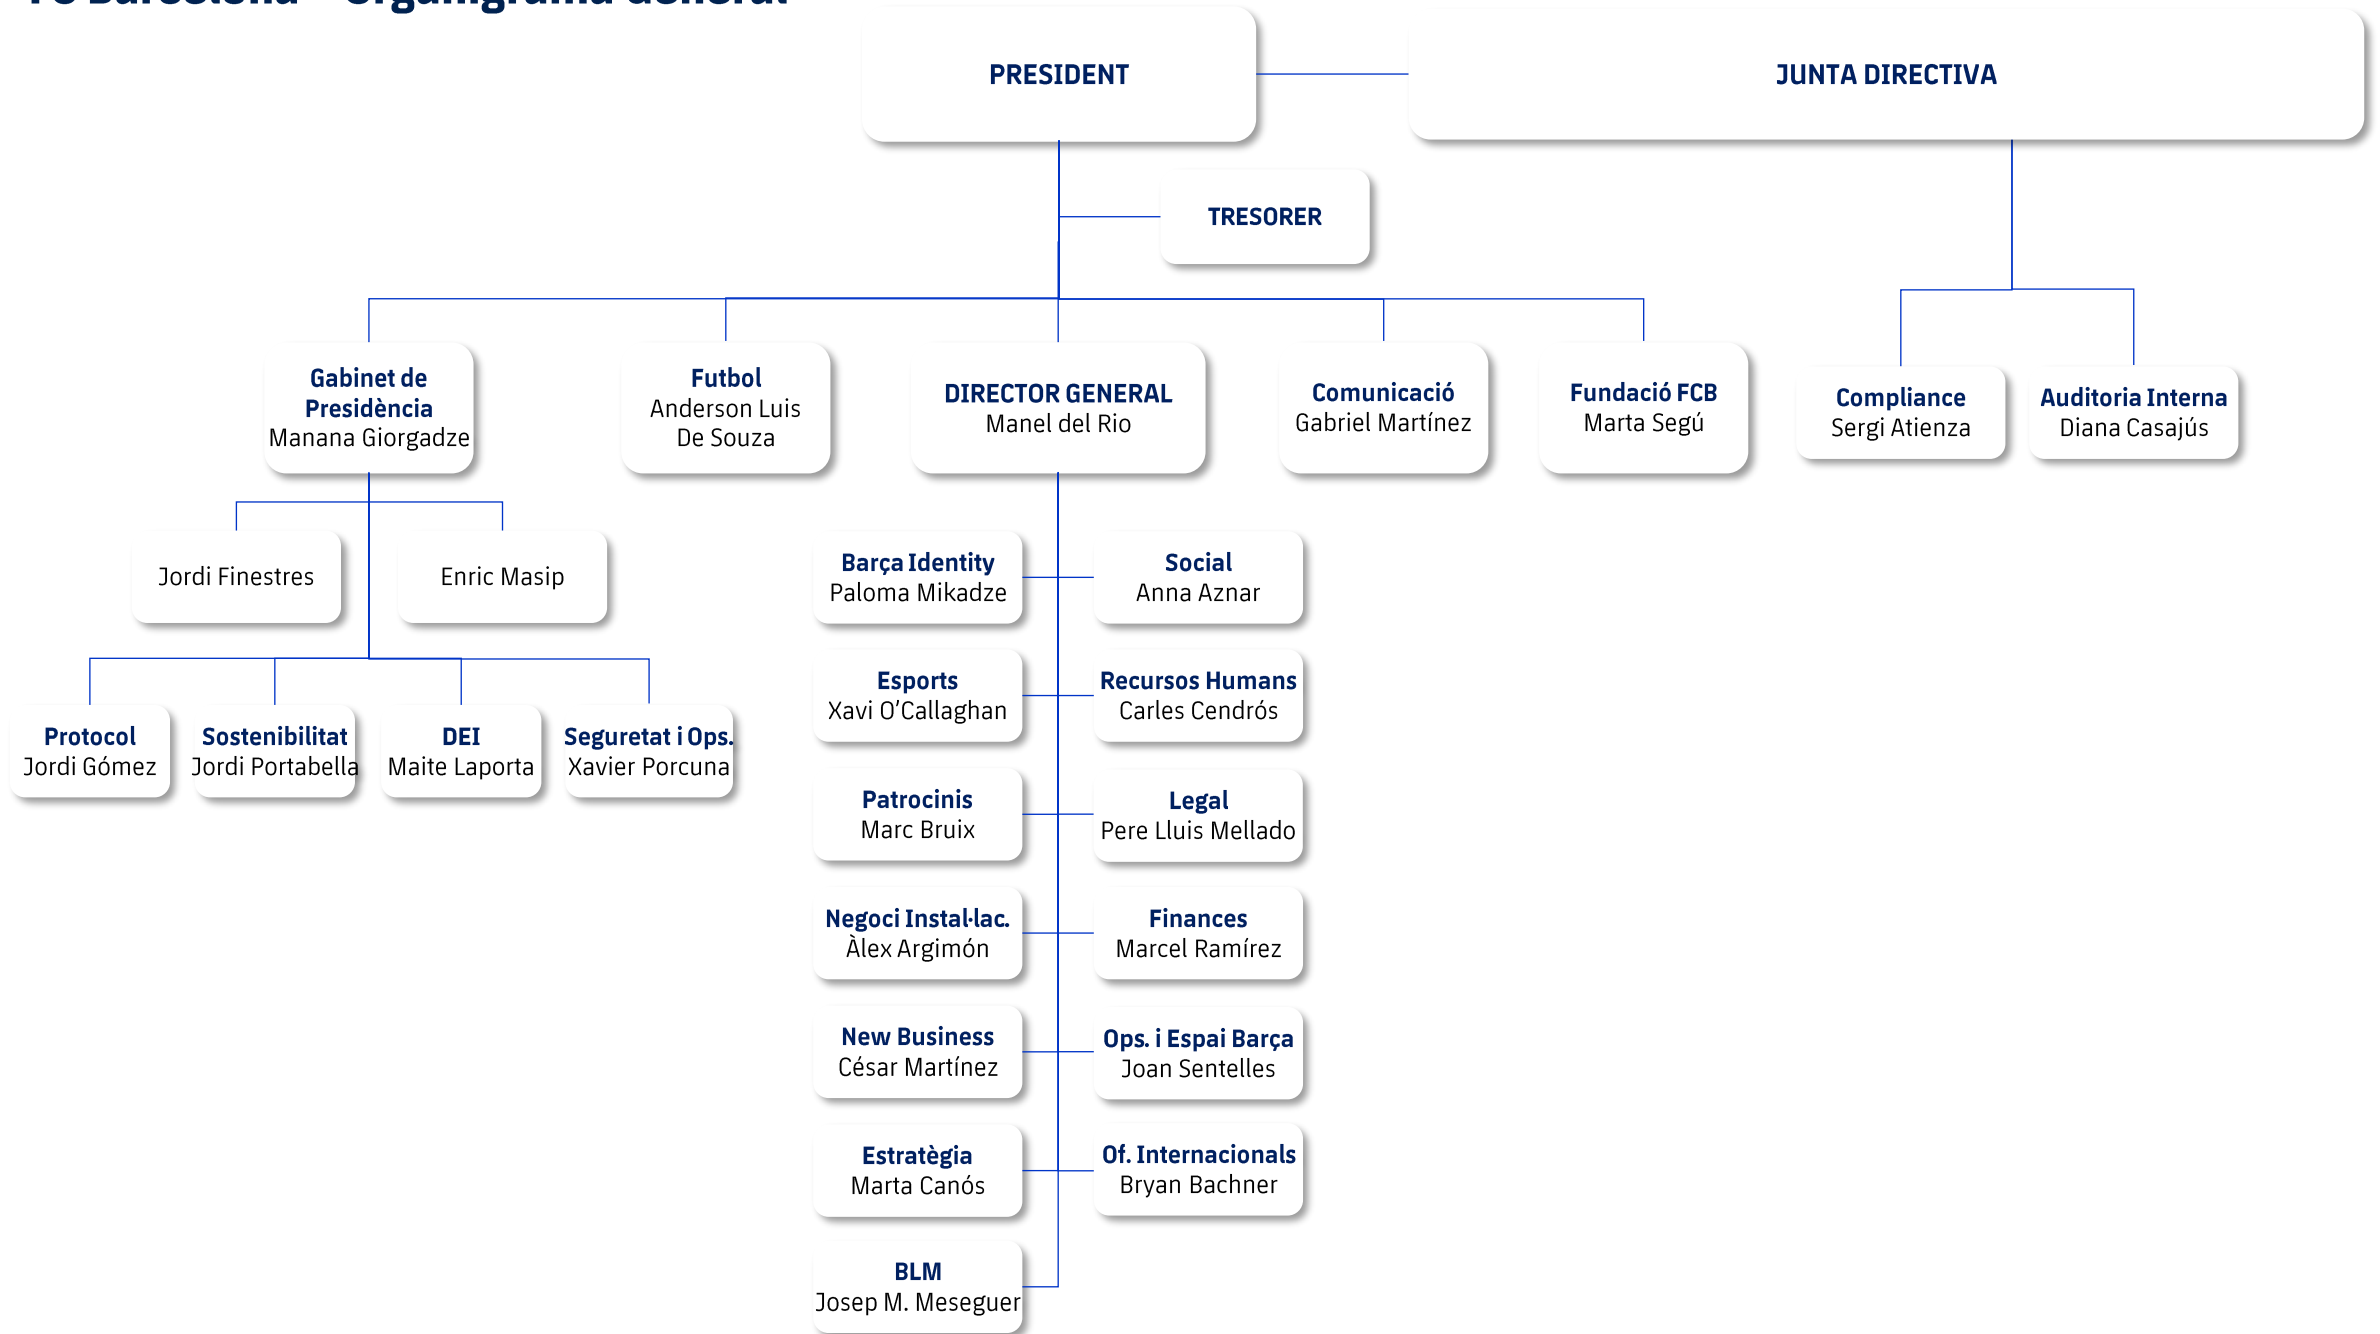 FC Barcelona - Organigrama General
PRESIDENT
JUNTA DIRECTIVA
TRESORER
Gabinet de
Presidència
Manana Giorgadze
Futbol
Anderson Luis
De Souza
DIRECTOR GENERAL
Manel del Rio
Comunicació
Gabriel Martínez
Fundació FCB
Marta Segú
Compliance
Sergi Atienza
Auditoria Interna
Diana Casajús
Jordi Finestres
Enric Masip
Protocol
Jordi Gómez
Sostenibilitat
Jordi Portabella
DEI
Maite Laporta
Seguretat i Ops.
Xavier Porcuna
Barça Identity
Paloma Mikadze
Social
Anna Aznar
Esports
Xavi O’Callaghan
Recursos Humans
Carles Cendrós
Patrocinis
Marc Bruix
Legal
Pere Lluis Mellado
Negoci Instal·lac.
Àlex Argimón
Finances
Marcel Ramírez
New Business
César Martínez
Ops. i Espai Barça
Joan Sentelles
Estratègia
Marta Canós
Of. Internacionals
Bryan Bachner
BLM
Josep M. Meseguer